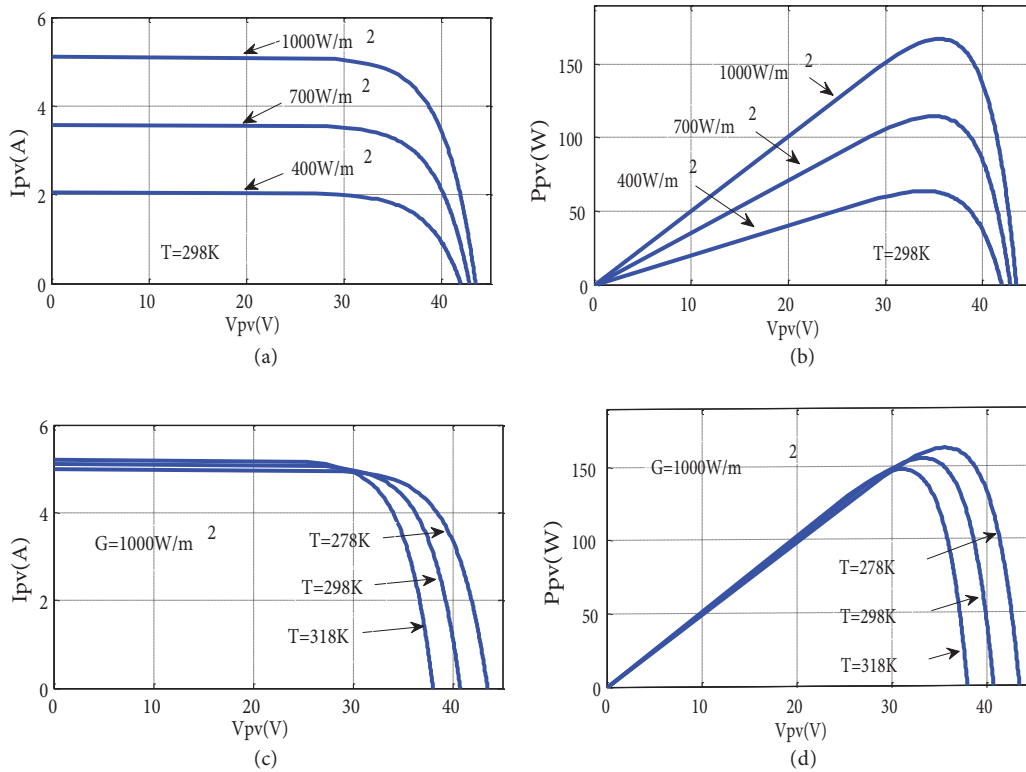 6
4
2
0
Ipv(A)
1000W/m 2
700W/m 2
400W/m 2
T=298K
0 10 20 30 40
Vpv(V)
(a)
150
100
50
0
Ppv(W)
1000W/m 2
700W/m 2
400W/m 2
T=298K
0 10 20 30 40
Vpv(V)
(b)
6
4
2
0
Ipv(A)
G=1000W/m 2
T=278K
T=298K
T=318K
0 10 20 30 40
Vpv(V)
(c)
150
100
50
0
Ppv(W)
G=1000W/m 2
T=278K
T=298K
T=318K
0 10 20 30 40
Vpv(V)
(d)